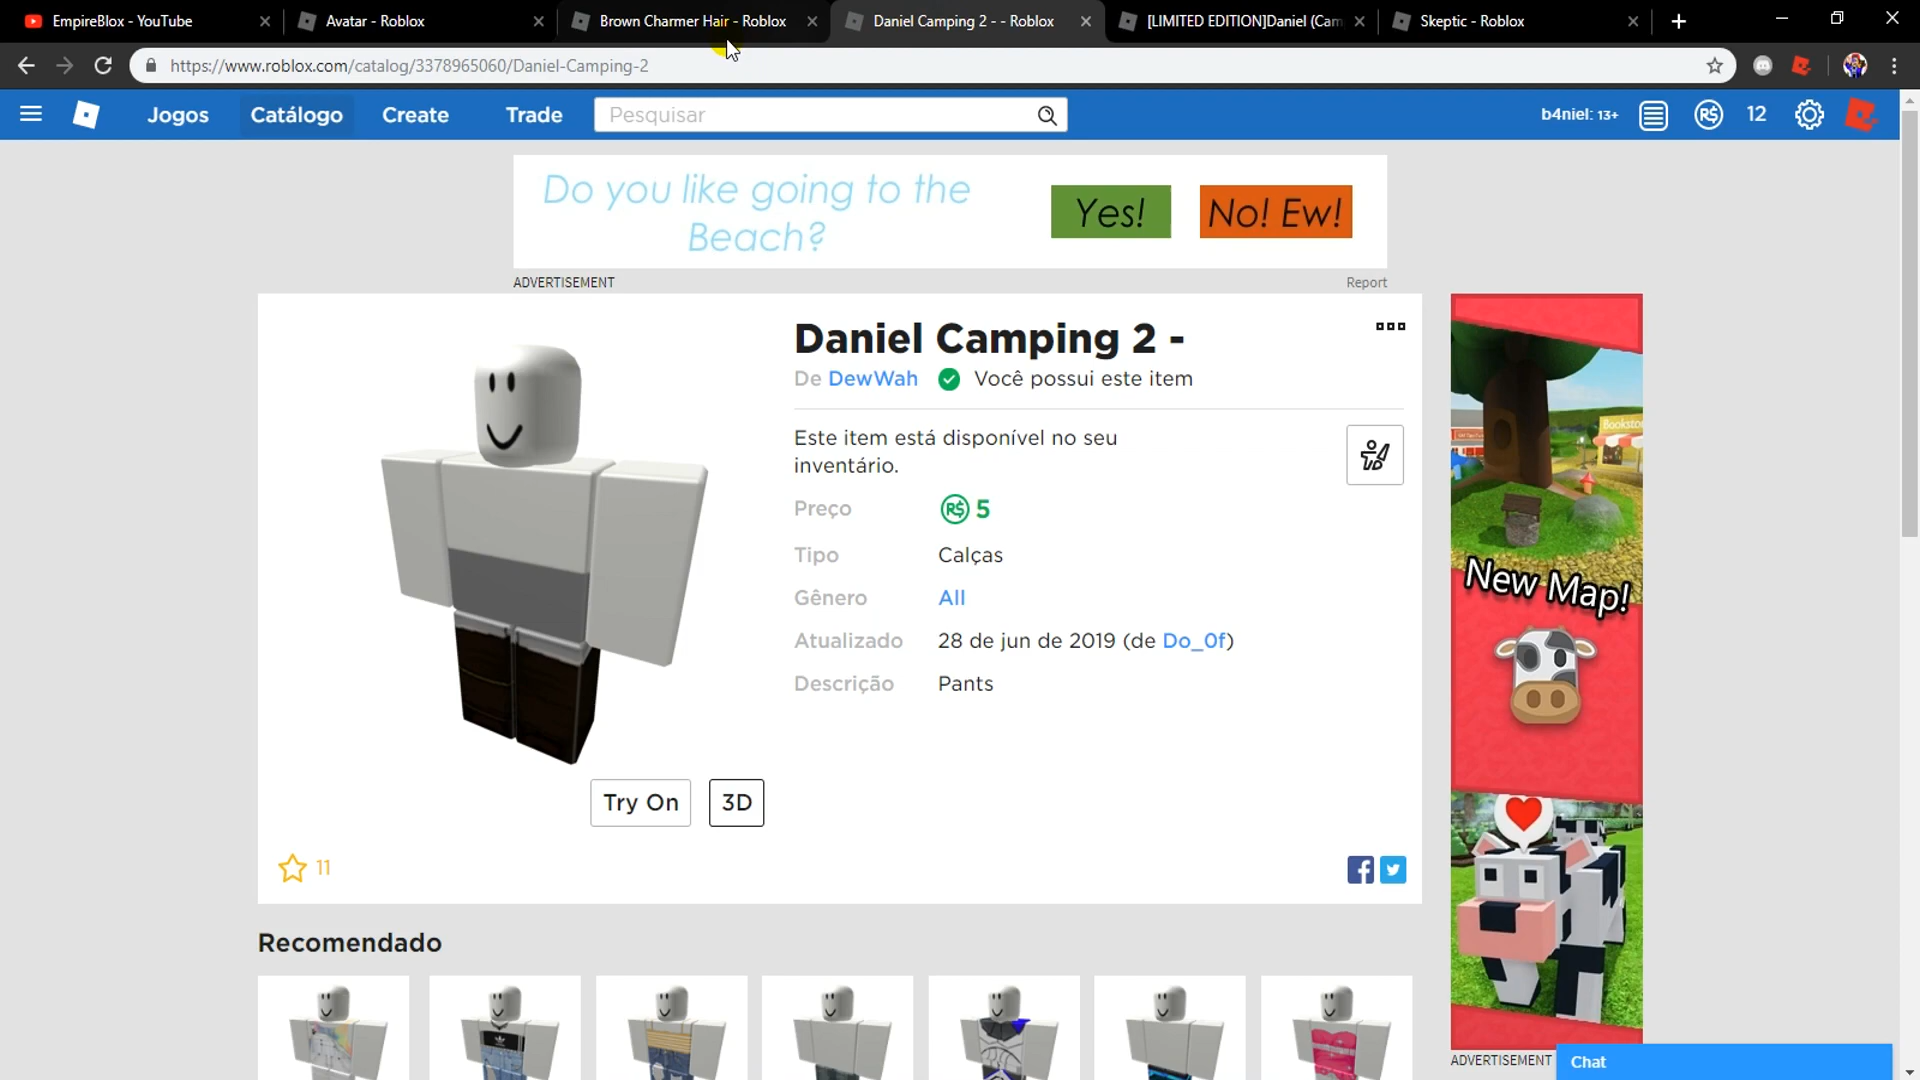 EmpireBlox - YouTube
Avatar - Roblox
Brown Charmer Hair - Roblox
Daniel Camping 2 - - Roblox
[LIMITED EDITION]Daniel (Cam
Skeptic - Roblox
https://www.roblox.com/catalog/3378965060/Daniel-Camping-2
Jogos
Catálogo
Create
Trade
Pesquisar
b4niel: 13+
R$
12
Do you like going to the
Beach?
Yes!
No! Ew!
ADVERTISEMENT
Report
Daniel Camping 2 -
De DewWah Você possui este item
Este item está disponível no seu
inventário.
Preço R$ 5
Tipo Calças
Gênero All
Atualizado 28 de jun de 2019 (de Do_0f)
Descrição Pants
Try On
3D
11
Bookstor
New Map!
Recomendado
ADVERTISEMENT
Chat